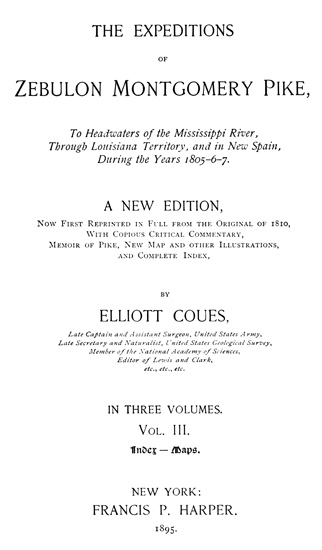 THE EXPEDITIONS
OF
ZEBULON MONTGOMERY PIKE,
To Headwaters of the Mississippi River,
Through Louisiana Territory, and in New Spain,
During the Years 1805-6-7.
A NEW EDITION,
NOW FIRST REPRINTED IN FULL FROM THE ORIGINAL OF 1810,
WITH COPIOUS CRITICAL COMMENTARY,
MEMOIR OF PIKE, NEW MAP AND OTHER ILLUSTRATIONS,
AND COMPLETE INDEX,
BY
ELLIOTT COUES,
Late Captain and Assistant Surgeon, United States Army,
Late Secretary and Naturalist, United States Geological Survey,
Member of the National Academy of Sciences,
Editor of Lewis and Clark,
etc., etc., etc.
IN THREE VOLUMES.
VOL. III.
Index — Maps.
NEW YORK:
FRANCIS P. HARPER.
1895.